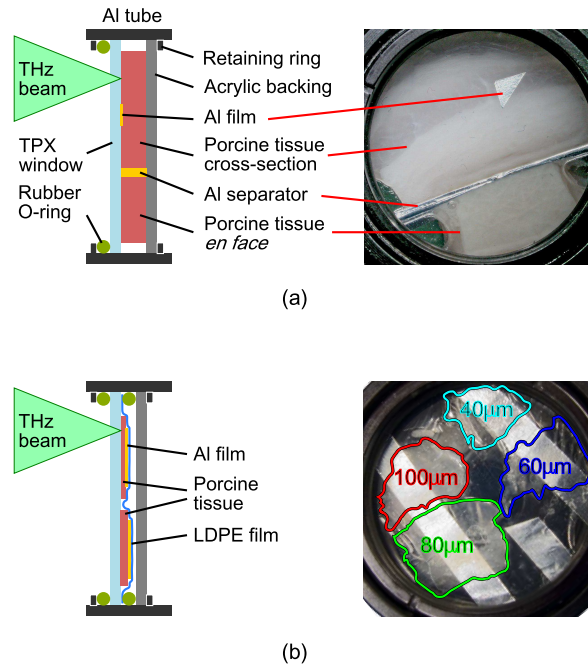 Al tube
THz
beam
Retaining ring
Acrylic backing
Al film
TPX
window
Porcine tissue
cross-section
Rubber
O-ring
Al separator
Porcine tissue
en face
(a)
THz
beam
Al film
Porcine
tissue
LDPE film
40μm
60μm
100μm
80μm
(b)